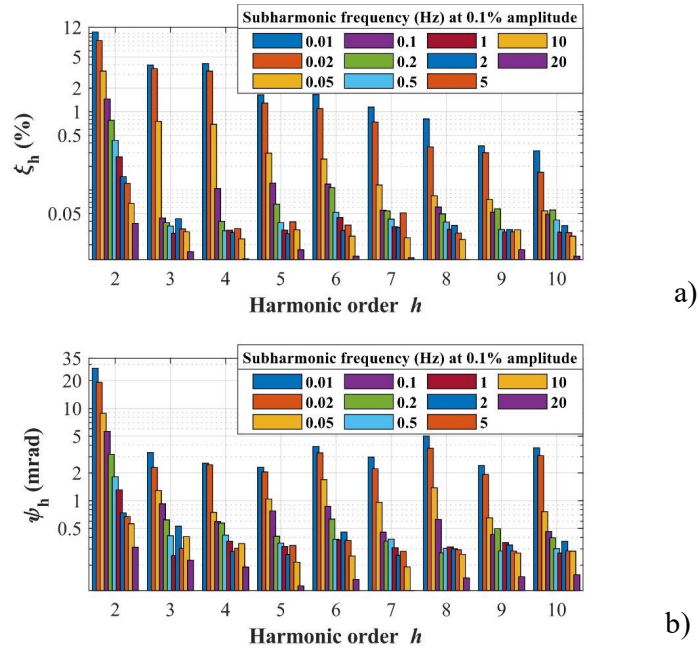 Subharmonic frequency (Hz) at 0.1% amplitude
0.01 0.1 1 10
0.02 0.2 2 20
0.05 0.5 5
12
5
2
1
0.5
0.05
ξh (%)
2 3 4 5 6 7 8 9 10
Harmonic order h
a)
Subharmonic frequency (Hz) at 0.1% amplitude
0.01 0.1 1 10
0.02 0.2 2 20
0.05 0.5 5
35
20
10
5
2
1
0.5
ψh (mrad)
2 3 4 5 6 7 8 9 10
Harmonic order h
b)